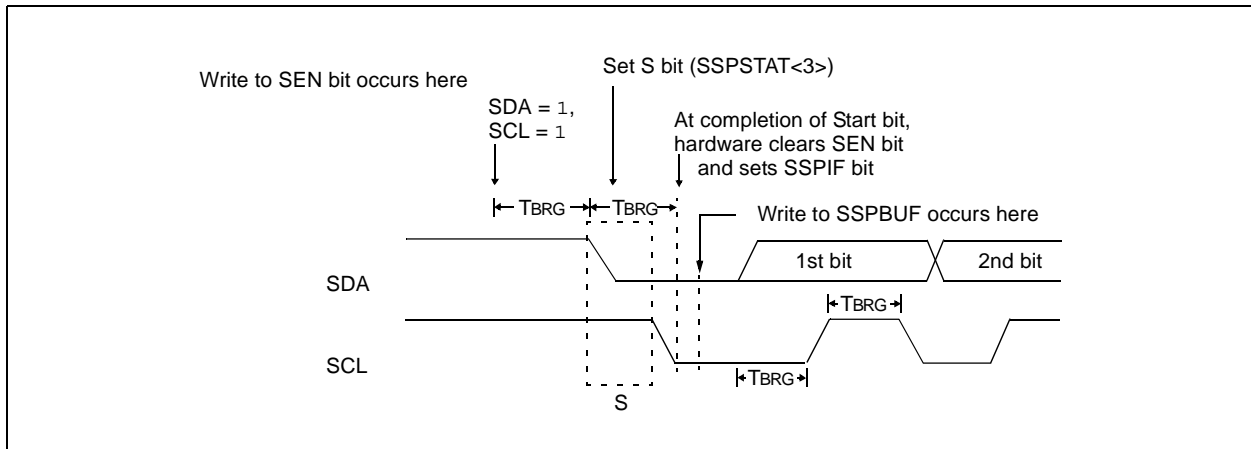 Set S bit (SSPSTAT<3>)
Write to SEN bit occurs here
SDA = 1,
SCL = 1
At completion of Start bit,
hardware clears SEN bit
and sets SSPIF bit
TBRG
TBRG
Write to SSPBUF occurs here
1st bit
2nd bit
SDA
TBRG
SCL
TBRG
S